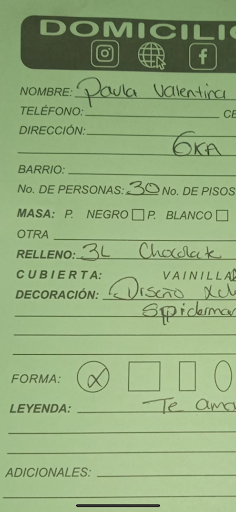 DOMICILI
NOMBRE: Paula Valentina
TELÉFONO: CE
DIRECCIÓN:
6KA
BARRIO:
No. DE PERSONAS: 30 No. DE PISOS
MASA: P. NEGRO P. BLANCO
OTRA
RELLENO: 3L Chocolate
CUBIERTA: VAINILLA
DECORACIÓN: Diseño
Spiderman
FORMA:
LEYENDA: Te amo
ADICIONALES: